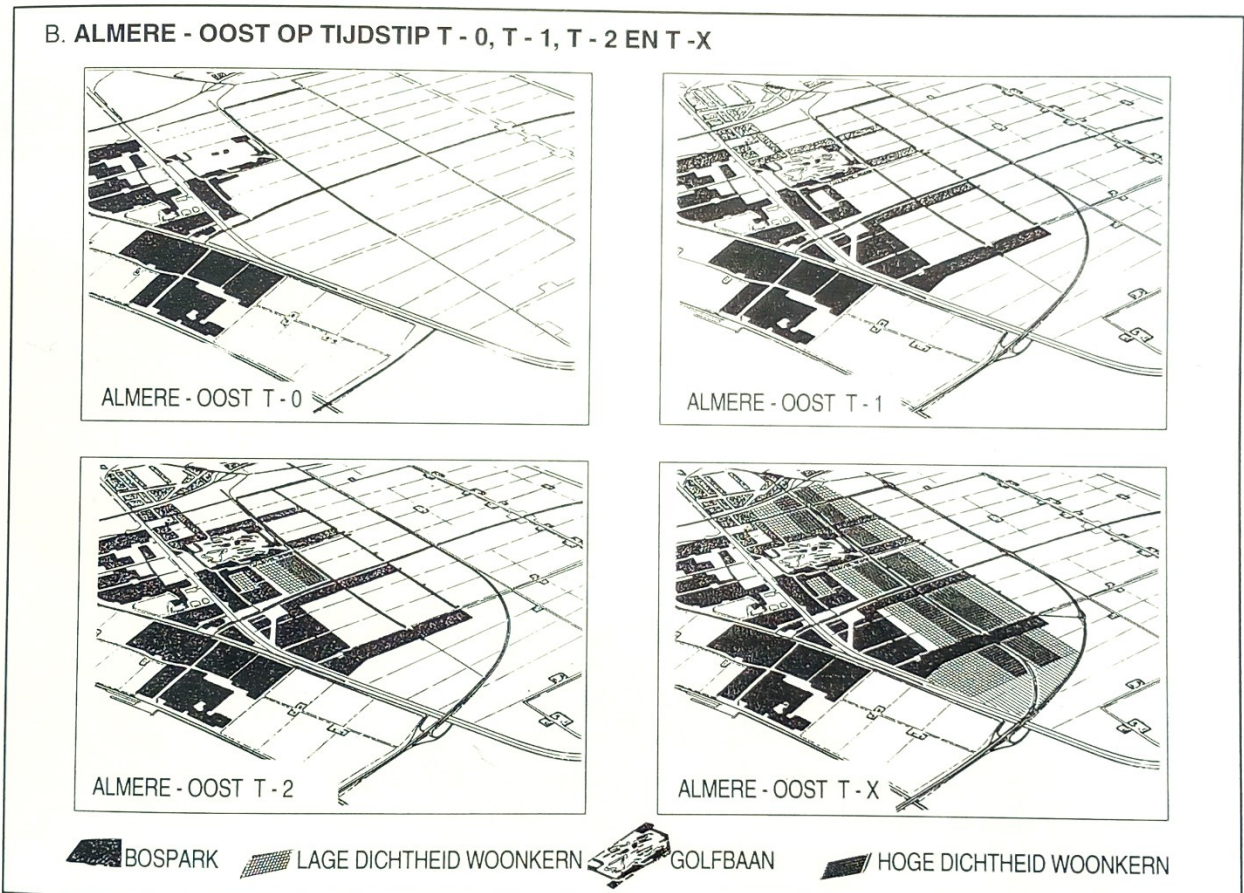 B. ALMERE - OOST OP TIJDSTIP T - 0, T - 1, T - 2 EN T -X
ALMERE - OOST T - 0
ALMERE - OOST T - 1
ALMERE - OOST T - 2
ALMERE - OOST T - X
BOSPARK
LAGE DICHTHEID WOONKERN
GOLFBAAN
HOGE DICHTHEID WOONKERN